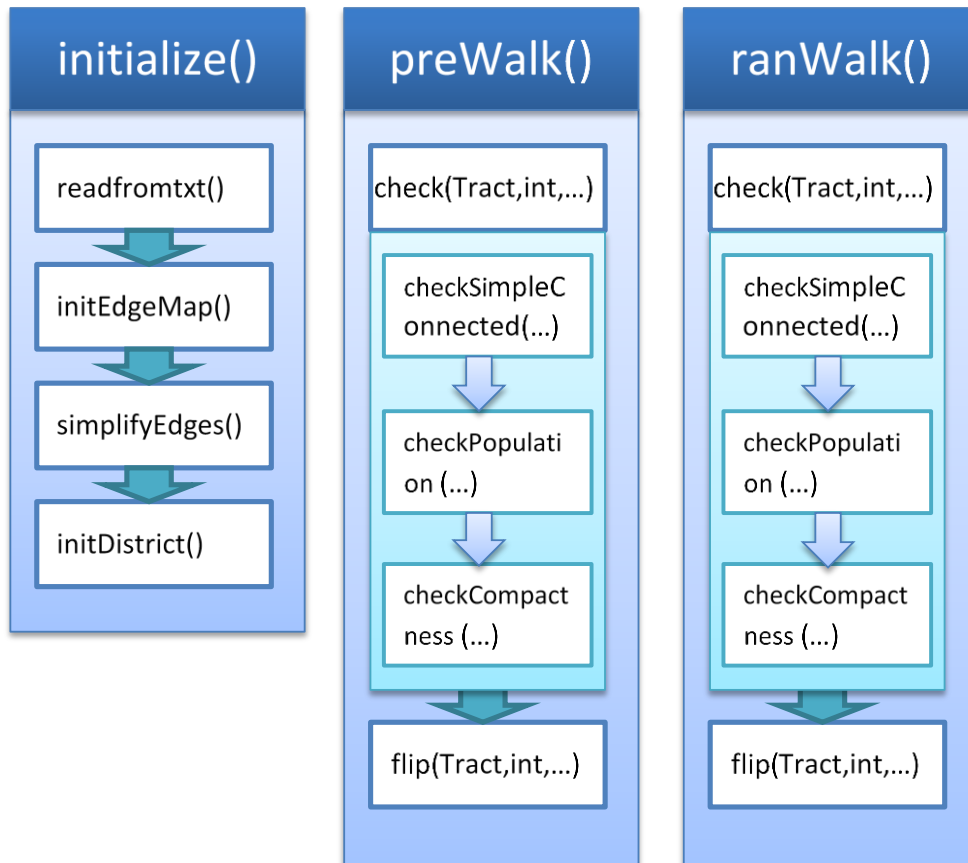 initialize()
readfromtxt()
initEdgeMap()
simplifyEdges()
initDistrict()
preWalk()
check(Tract,int,...)
checkSimpleC
onnected(...)
checkPopulati
on (...)
checkCompact
ness (...)
flip(Tract,int,...)
ranWalk()
check(Tract,int,...)
checkSimpleC
onnected(...)
checkPopulati
on (...)
checkCompact
ness (...)
flip(Tract,int,...)